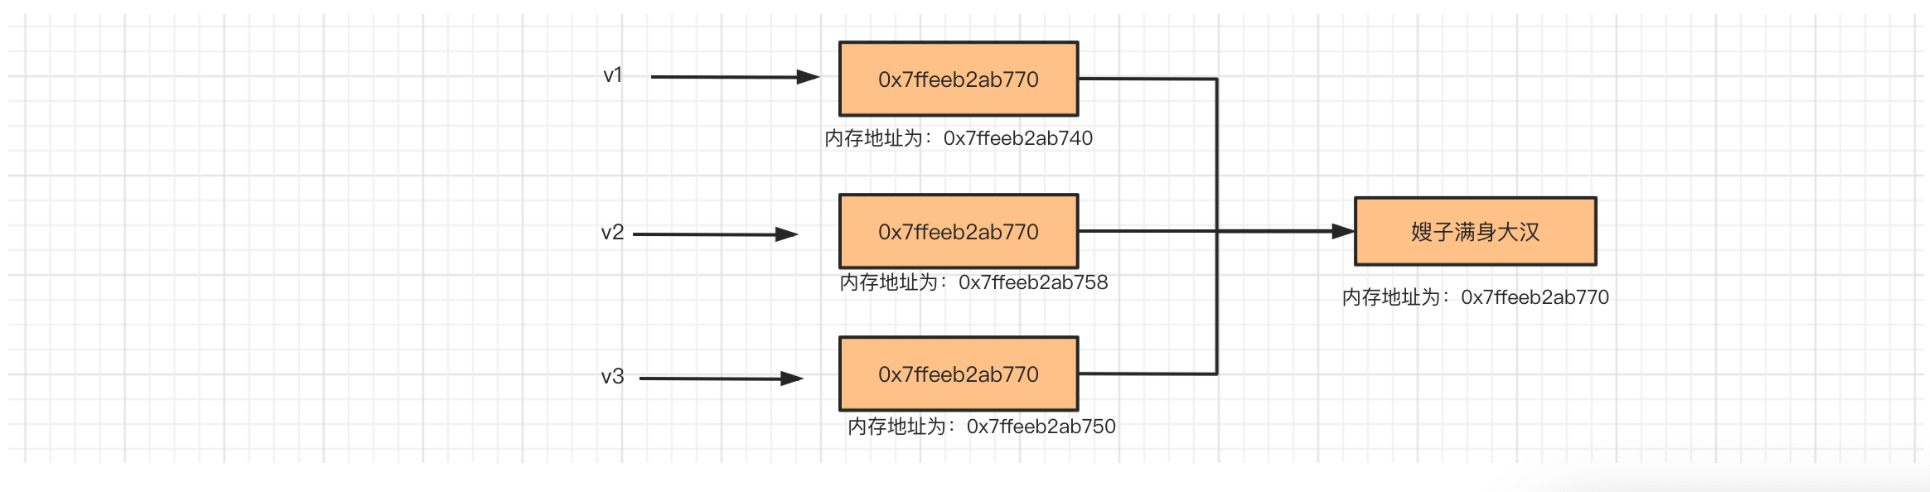 v1
0x7ffeeb2ab770
内存地址为：0x7ffeeb2ab740
v2
0x7ffeeb2ab770
内存地址为：0x7ffeeb2ab758
嫂子满身大汉
内存地址为：0x7ffeeb2ab770
v3
0x7ffeeb2ab770
内存地址为：0x7ffeeb2ab750